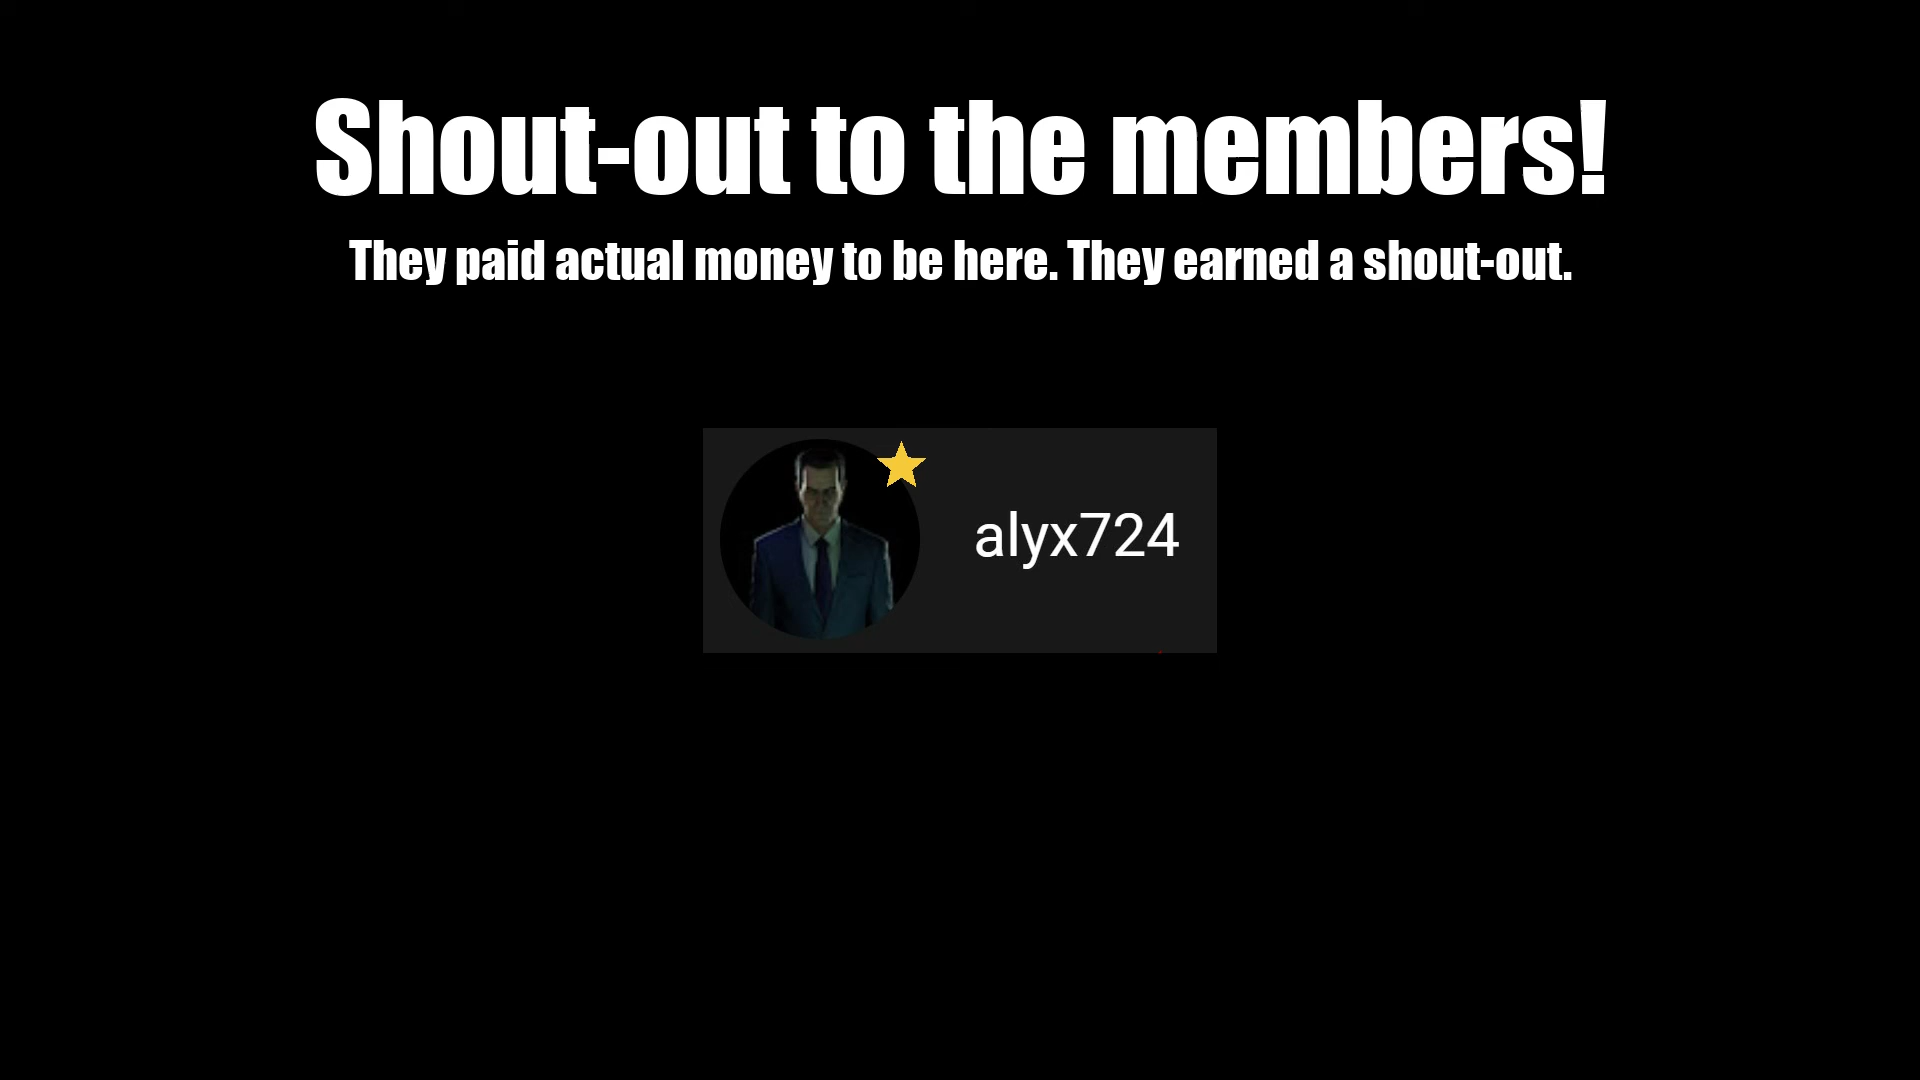 Shout-out to the members!
They paid actual money to be here. They earned a shout-out.
alyx724